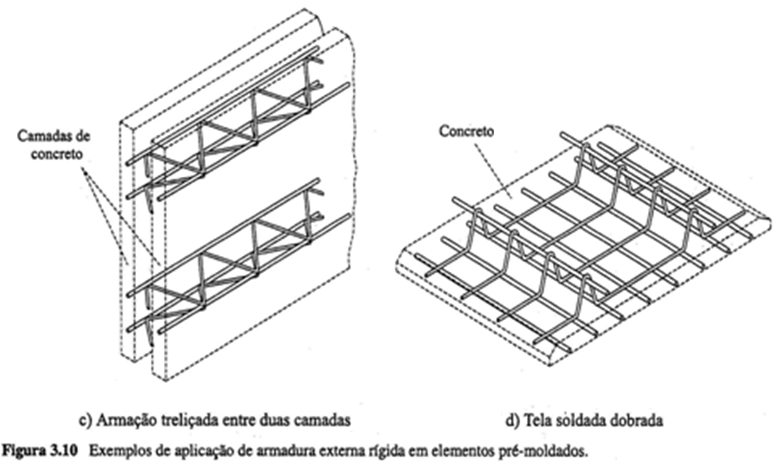 Camadas de
concreto
Concreto
c) Armação treliçada entre duas camadas
d) Tela soldada dobrada
Figura 3.10 Exemplos de aplicação de armadura externa rígida em elementos pré-moldados.